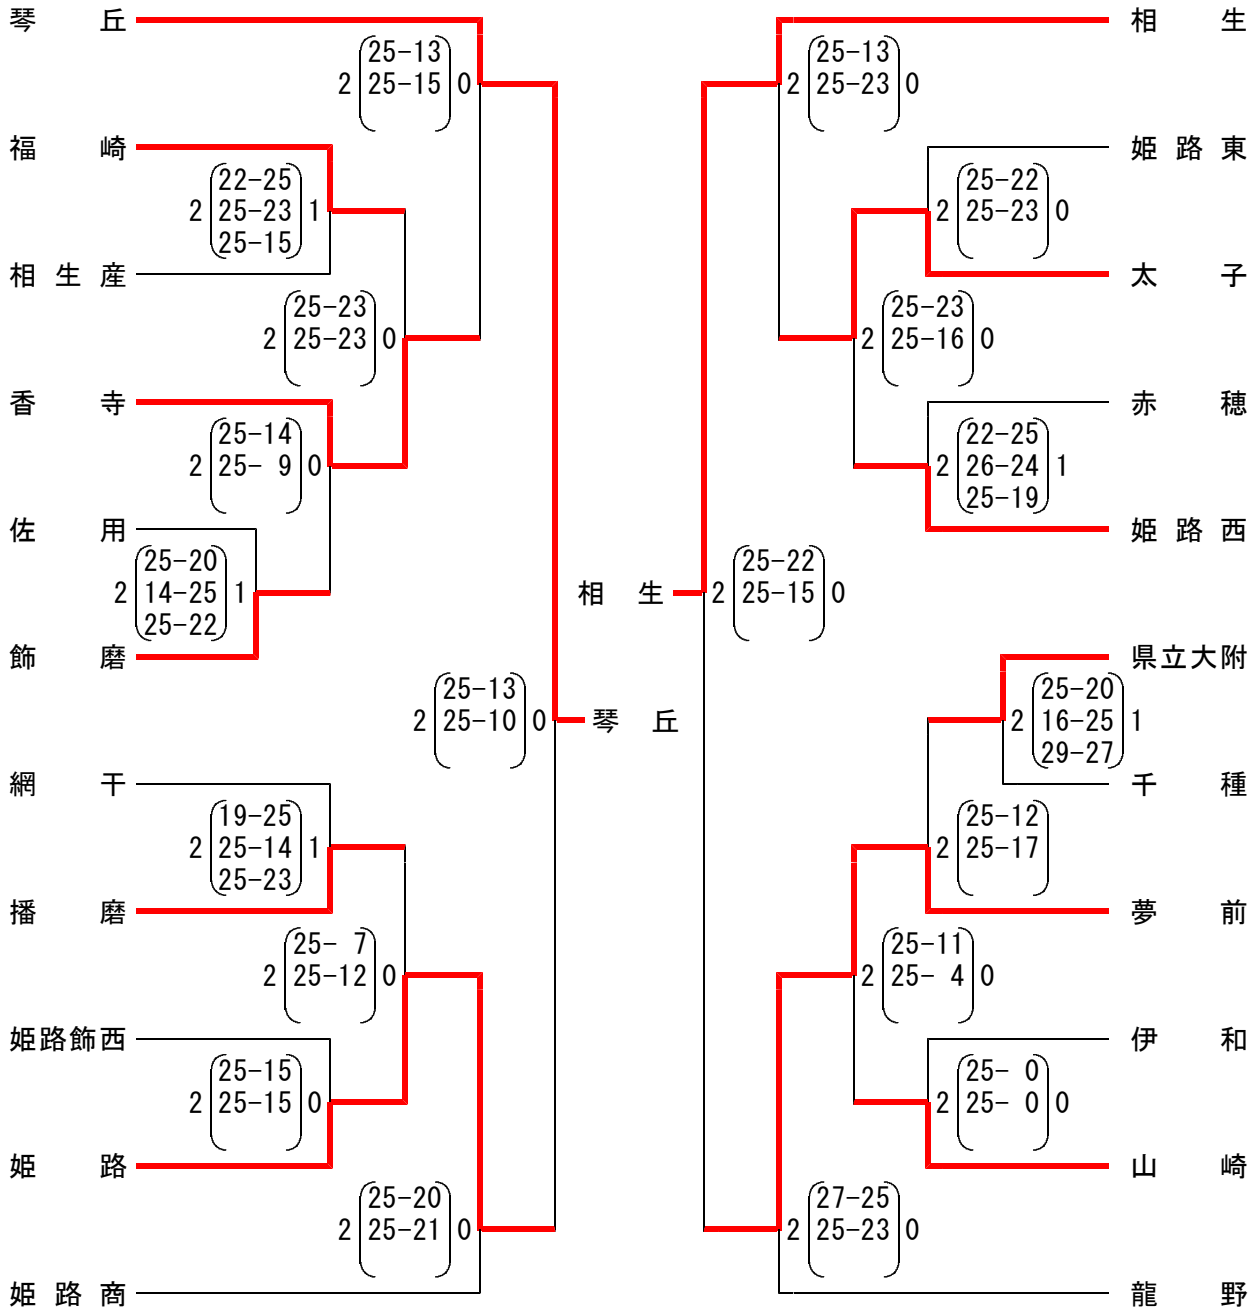 琴丘
25-13
2 25-15 0
福崎
22-25
2 25-23 1
25-15
相生産
25-23
2 25-23 0
香寺
25-14
2 25- 9 0
佐用
25-20
2 14-25 1
25-22
飾磨
25-13
2 25-10 0
琴丘
網干
19-25
2 25-14 1
25-23
播磨
25- 7
2 25-12 0
姫路飾西
25-15
2 25-15 0
姫路
25-20
2 25-21 0
姫路商
相生
25-13
2 25-23 0
姫路東
25-22
2 25-23 0
太子
25-23
2 25-16 0
赤穂
22-25
2 26-24 1
25-19
姫路西
相生
25-22
2 25-15 0
県立大附
25-20
2 16-25 1
29-27
千種
25-12
2 25-17
夢前
25-11
2 25- 4 0
伊和
25- 0
2 25- 0 0
山崎
27-25
2 25-23 0
龍野